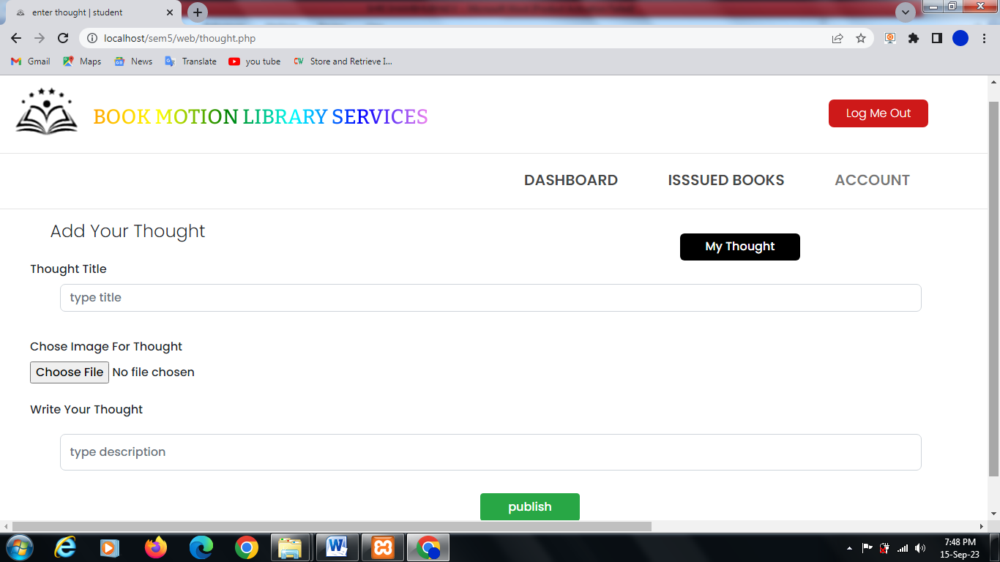 enter thought | student
localhost/sem5/web/thought.php
Gmail
Maps
News
Translate
you tube
Store and Retrieve I...
BOOK MOTION LIBRARY SERVICES
Log Me Out
DASHBOARD
ISSSUED BOOKS
ACCOUNT
Add Your Thought
My Thought
Thought Title
type title
Chose Image For Thought
Choose File No file chosen
Write Your Thought
type description
publish
7:48 PM
15-Sep-23